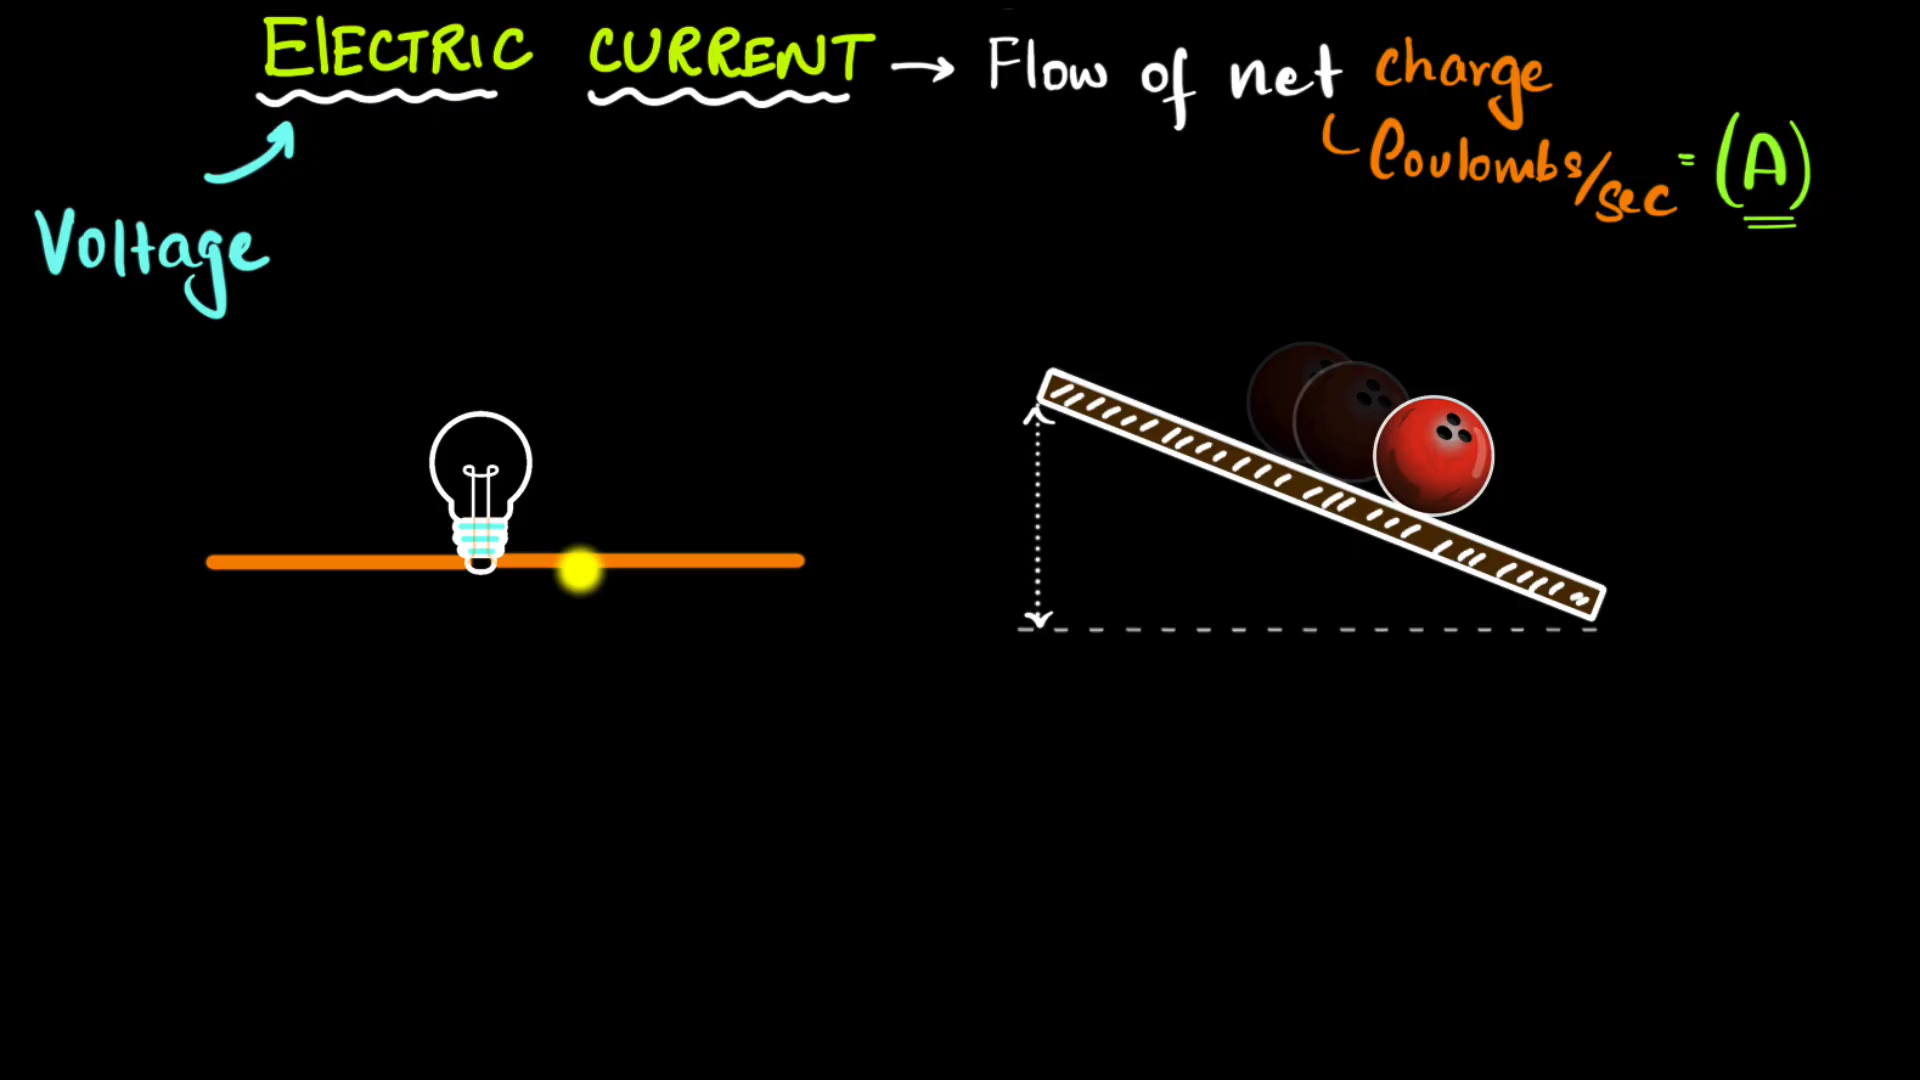 ElECTRIC CURRENT → Flow of net charge
Coulombs/sec = (A)
Voltage